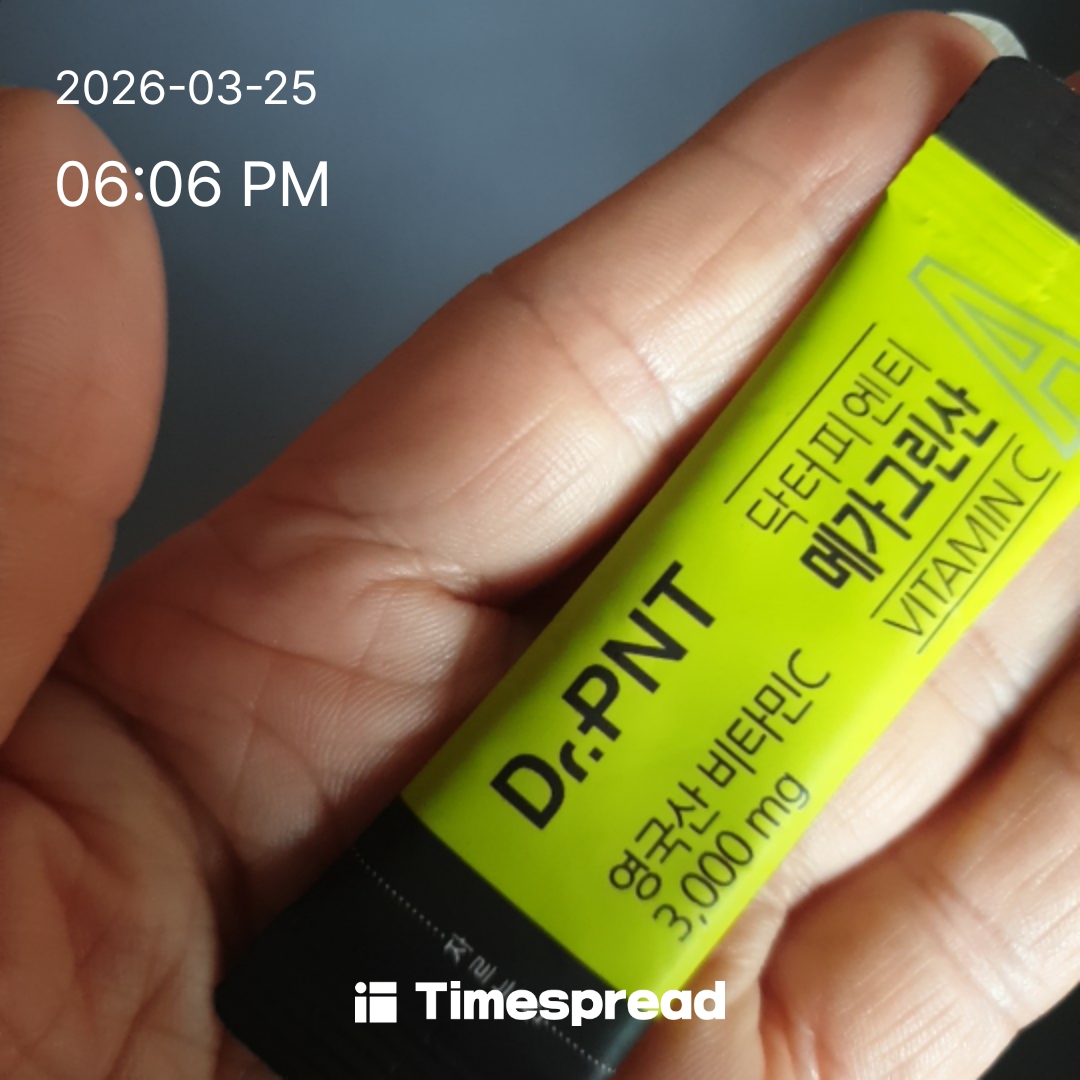 2026-03-25
06:06 PM
A
닥터피엔티
메가그린산
VITAMIN C
Dr.PNT
영국산 비타민C
3,000 mg
Timespread